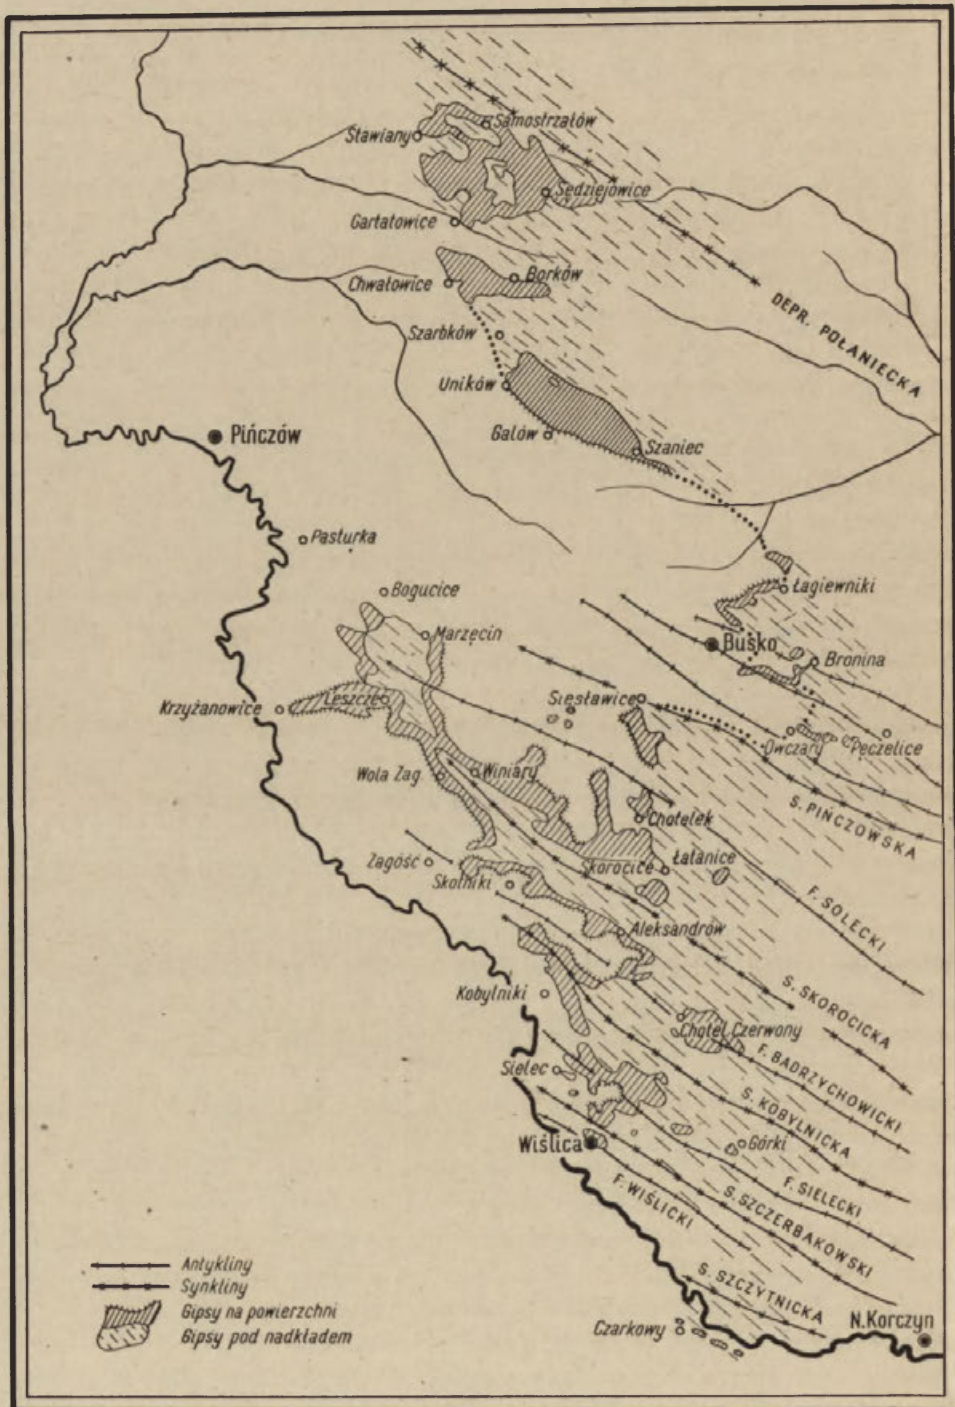 Stawiany
Samostrzałów
Sędziejowice
Gartatowice
Chwałowice
Borków
DEPR. POŁANIECKA
Szarbków
Uników
Galów
Szaniec
Pińczów
Pasturka
Bogucice
Łagiewniki
Marzęcin
Busko
Bronina
Krzyżanowice
Leszcze
Siesławice
Owczary
Pęczelice
Wola Zag.
Winiary
S. PIŃCZOWSKA
Chotelek
Zagość
Skotniki
Skorocice
Łatanice
F. SOLECKI
Aleksandrów
S. SKOROCICKA
Kobylniki
Chotel Czerwony
F. BADRZYCHOWICKI
Sielec
S. KOBYLNICKA
Wiślica
Górki
F. SIELECKI
F. WIŚLICKI
S. SZCZERBAKOWSKI
S. SZCZYTNICKA
Czarkowy
N. Korczyn
Antykliny
Synkliny
Gipsy na powierzchni
Gipsy pod nadkładem